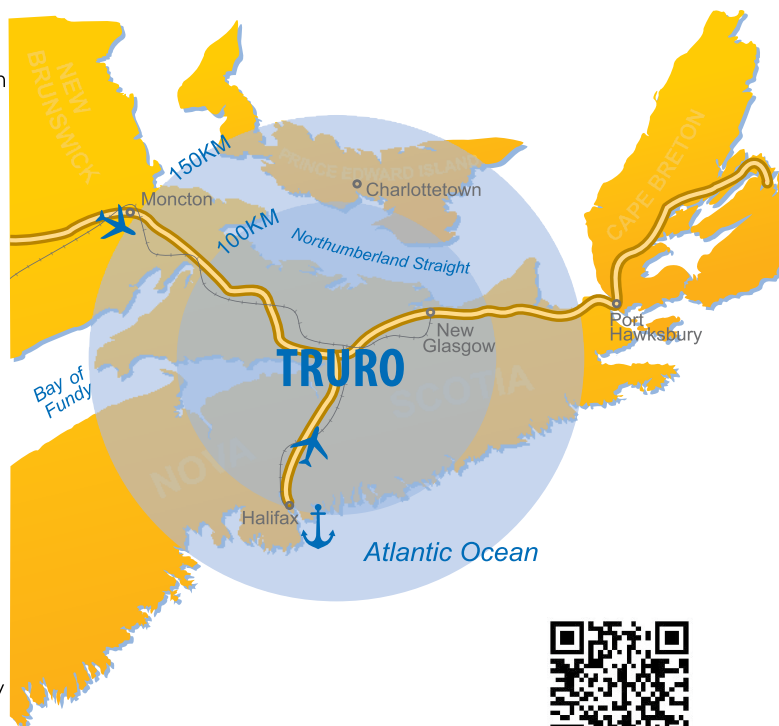 n
NEW
BRUNSWICK
150KM
PRINCE EDWARD ISLAND
Moncton
Charlottetown
CAPE BRETON
100KM
Northumberland Straight
Port
Hawksbury
New
Glasgow
TRURO
Bay of
Fundy
NOVA SCOTIA
Halifax
Atlantic Ocean
y